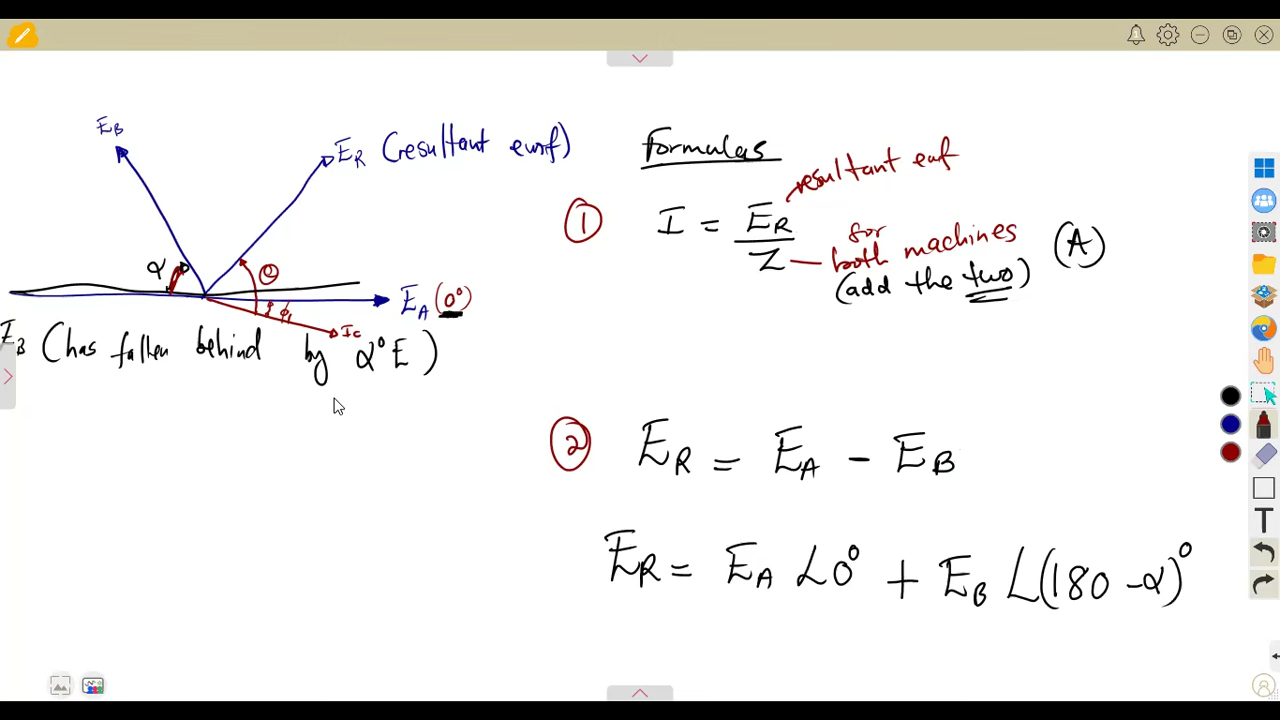 E_B
E_R (resultant emf)
α
θ
E_A (0°)
φ₁
I_c
E_B (has fallen behind by α°E)
Formulas
resultant emf
① I = E_R / Z
for
both machines
(add the two)
(A)
② E_R = E_A - E_B
E_R = E_A ∠0° + E_B ∠(180 - α)°
T